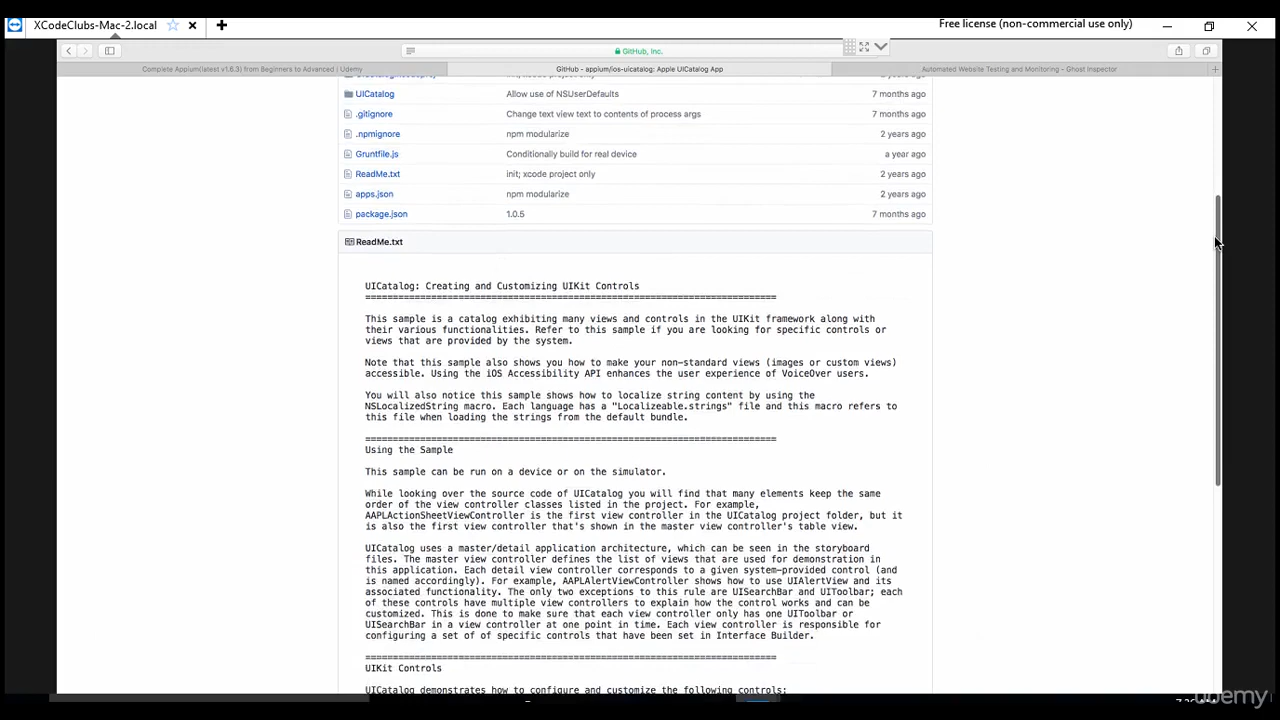 XCodeClubs-Mac-2.local
Free license (non-commercial use only)
GitHub, Inc.
Complete Appium(latest v1.6.3) from Beginners to Advanced | Udemy
GitHub - appium/ios-uicatalog: Apple UICatalog App
Automated Website Testing and Monitoring - Ghost Inspector
UICatalog Allow use of NSUserDefaults 7 months ago
.gitignore Change text view text to contents of process args 7 months ago
.npmignore npm modularize 2 years ago
Gruntfile.js Conditionally build for real device a year ago
ReadMe.txt init; xcode project only 2 years ago
apps.json npm modularize 2 years ago
package.json 1.0.5 7 months ago
ReadMe.txt
UICatalog: Creating and Customizing UIKit Controls
===========================================================================
This sample is a catalog exhibiting many views and controls in the UIKit framework along with
their various functionalities. Refer to this sample if you are looking for specific controls or
views that are provided by the system.
Note that this sample also shows you how to make your non-standard views (images or custom views)
accessible. Using the iOS Accessibility API enhances the user experience of VoiceOver users.
You will also notice this sample shows how to localize string content by using the
NSLocalizedString macro. Each language has a "Localizeable.strings" file and this macro refers to
this file when loading the strings from the default bundle.
===========================================================================
Using the Sample
This sample can be run on a device or on the simulator.
While looking over the source code of UICatalog you will find that many elements keep the same
order of the view controller classes listed in the project. For example,
AAPLActionSheetViewController is the first view controller in the UICatalog project folder, but it
is also the first view controller that's shown in the master view controller's table view.
UICatalog uses a master/detail application architecture, which can be seen in the storyboard
files. The master view controller defines the list of views that are used for demonstration in
this application. Each detail view controller corresponds to a given system-provided control (and
is named accordingly). For example, AAPLAlertViewController shows how to use UIAlertView and its
associated functionality. The only two exceptions to this rule are UISearchBar and UIToolbar; each
of these controls have multiple view controllers to explain how the control works and can be
customized. This is done to make sure that each view controller only has one UIToolbar or
UISearchBar in a view controller at one point in time. Each view controller is responsible for
configuring a set of of specific controls that have been set in Interface Builder.
===========================================================================
UIKit Controls
UICatalog demonstrates how to configure and customize the following controls:
udemy